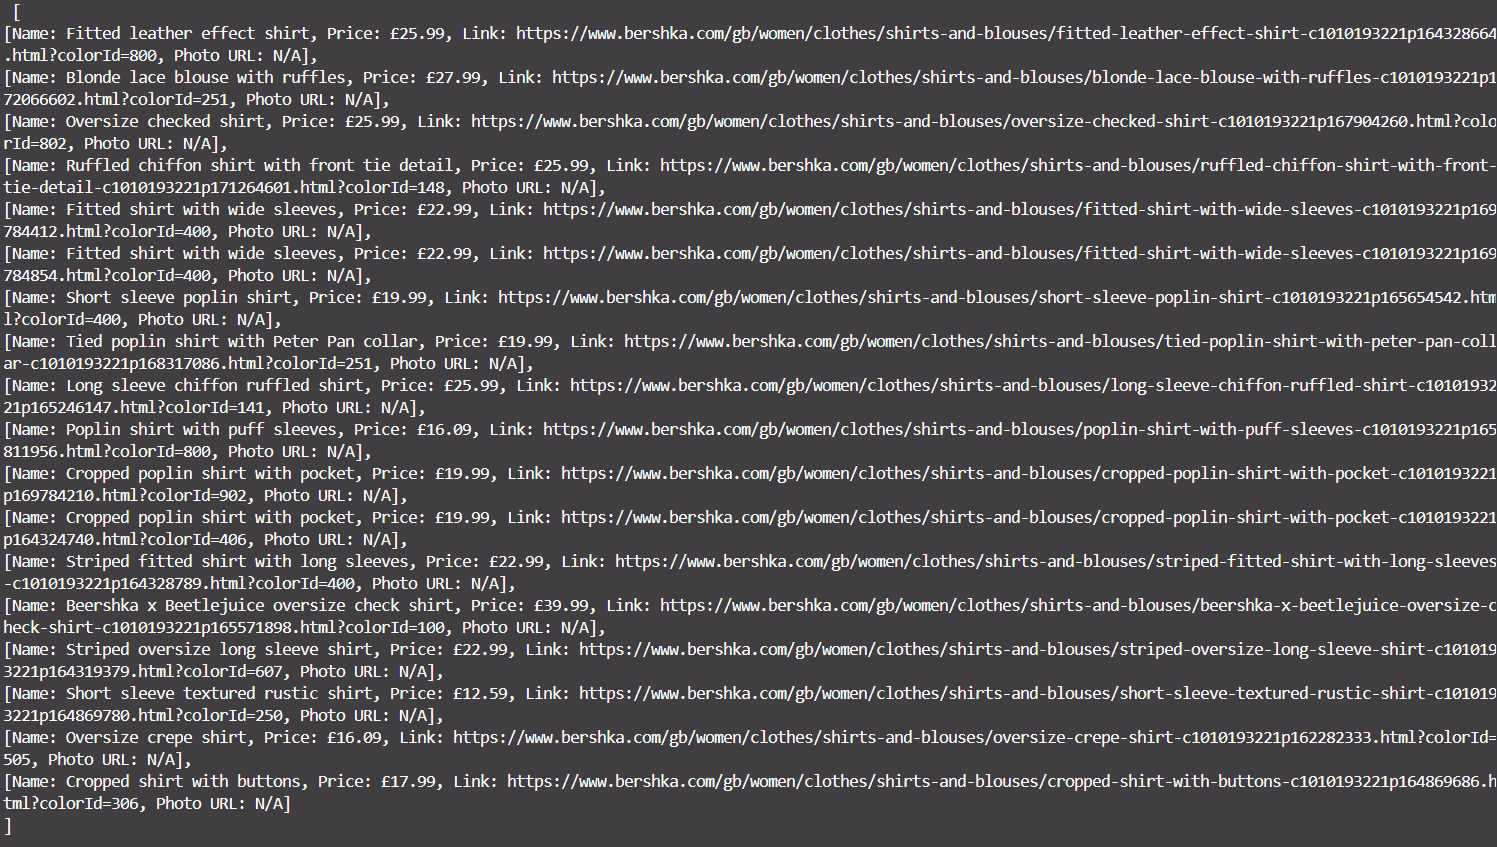 [
[Name: Fitted leather effect shirt, Price: £25.99, Link: https://www.bershka.com/gb/women/clothes/shirts-and-blouses/fitted-leather-effect-shirt-c1010193221p164328664
.html?colorId=800, Photo URL: N/A],
[Name: Blonde lace blouse with ruffles, Price: £27.99, Link: https://www.bershka.com/gb/women/clothes/shirts-and-blouses/blonde-lace-blouse-with-ruffles-c1010193221p1
72066602.html?colorId=251, Photo URL: N/A],
[Name: Oversize checked shirt, Price: £25.99, Link: https://www.bershka.com/gb/women/clothes/shirts-and-blouses/oversize-checked-shirt-c1010193221p167904260.html?colo
rId=802, Photo URL: N/A],
[Name: Ruffled chiffon shirt with front tie detail, Price: £25.99, Link: https://www.bershka.com/gb/women/clothes/shirts-and-blouses/ruffled-chiffon-shirt-with-front-
tie-detail-c1010193221p171264601.html?colorId=148, Photo URL: N/A],
[Name: Fitted shirt with wide sleeves, Price: £22.99, Link: https://www.bershka.com/gb/women/clothes/shirts-and-blouses/fitted-shirt-with-wide-sleeves-c1010193221p169
784412.html?colorId=400, Photo URL: N/A],
[Name: Fitted shirt with wide sleeves, Price: £22.99, Link: https://www.bershka.com/gb/women/clothes/shirts-and-blouses/fitted-shirt-with-wide-sleeves-c1010193221p169
784854.html?colorId=400, Photo URL: N/A],
[Name: Short sleeve poplin shirt, Price: £19.99, Link: https://www.bershka.com/gb/women/clothes/shirts-and-blouses/short-sleeve-poplin-shirt-c1010193221p165654542.htm
l?colorId=400, Photo URL: N/A],
[Name: Tied poplin shirt with Peter Pan collar, Price: £19.99, Link: https://www.bershka.com/gb/women/clothes/shirts-and-blouses/tied-poplin-shirt-with-peter-pan-coll
ar-c1010193221p168317086.html?colorId=251, Photo URL: N/A],
[Name: Long sleeve chiffon ruffled shirt, Price: £25.99, Link: https://www.bershka.com/gb/women/clothes/shirts-and-blouses/long-sleeve-chiffon-ruffled-shirt-c10101932
21p165246147.html?colorId=141, Photo URL: N/A],
[Name: Poplin shirt with puff sleeves, Price: £16.09, Link: https://www.bershka.com/gb/women/clothes/shirts-and-blouses/poplin-shirt-with-puff-sleeves-c1010193221p165
811956.html?colorId=800, Photo URL: N/A],
[Name: Cropped poplin shirt with pocket, Price: £19.99, Link: https://www.bershka.com/gb/women/clothes/shirts-and-blouses/cropped-poplin-shirt-with-pocket-c1010193221
p169784210.html?colorId=902, Photo URL: N/A],
[Name: Cropped poplin shirt with pocket, Price: £19.99, Link: https://www.bershka.com/gb/women/clothes/shirts-and-blouses/cropped-poplin-shirt-with-pocket-c1010193221
p164324740.html?colorId=406, Photo URL: N/A],
[Name: Striped fitted shirt with long sleeves, Price: £22.99, Link: https://www.bershka.com/gb/women/clothes/shirts-and-blouses/striped-fitted-shirt-with-long-sleeves
-c1010193221p164328789.html?colorId=400, Photo URL: N/A],
[Name: Beershka x Beetlejuice oversize check shirt, Price: £39.99, Link: https://www.bershka.com/gb/women/clothes/shirts-and-blouses/beershka-x-beetlejuice-oversize-c
heck-shirt-c1010193221p165571898.html?colorId=100, Photo URL: N/A],
[Name: Striped oversize long sleeve shirt, Price: £22.99, Link: https://www.bershka.com/gb/women/clothes/shirts-and-blouses/striped-oversize-long-sleeve-shirt-c101019
3221p164319379.html?colorId=607, Photo URL: N/A],
[Name: Short sleeve textured rustic shirt, Price: £12.59, Link: https://www.bershka.com/gb/women/clothes/shirts-and-blouses/short-sleeve-textured-rustic-shirt-c101019
3221p164869780.html?colorId=250, Photo URL: N/A],
[Name: Oversize crepe shirt, Price: £16.09, Link: https://www.bershka.com/gb/women/clothes/shirts-and-blouses/oversize-crepe-shirt-c1010193221p162282333.html?colorId=
505, Photo URL: N/A],
[Name: Cropped shirt with buttons, Price: £17.99, Link: https://www.bershka.com/gb/women/clothes/shirts-and-blouses/cropped-shirt-with-buttons-c1010193221p164869686.h
tml?colorId=306, Photo URL: N/A]
]